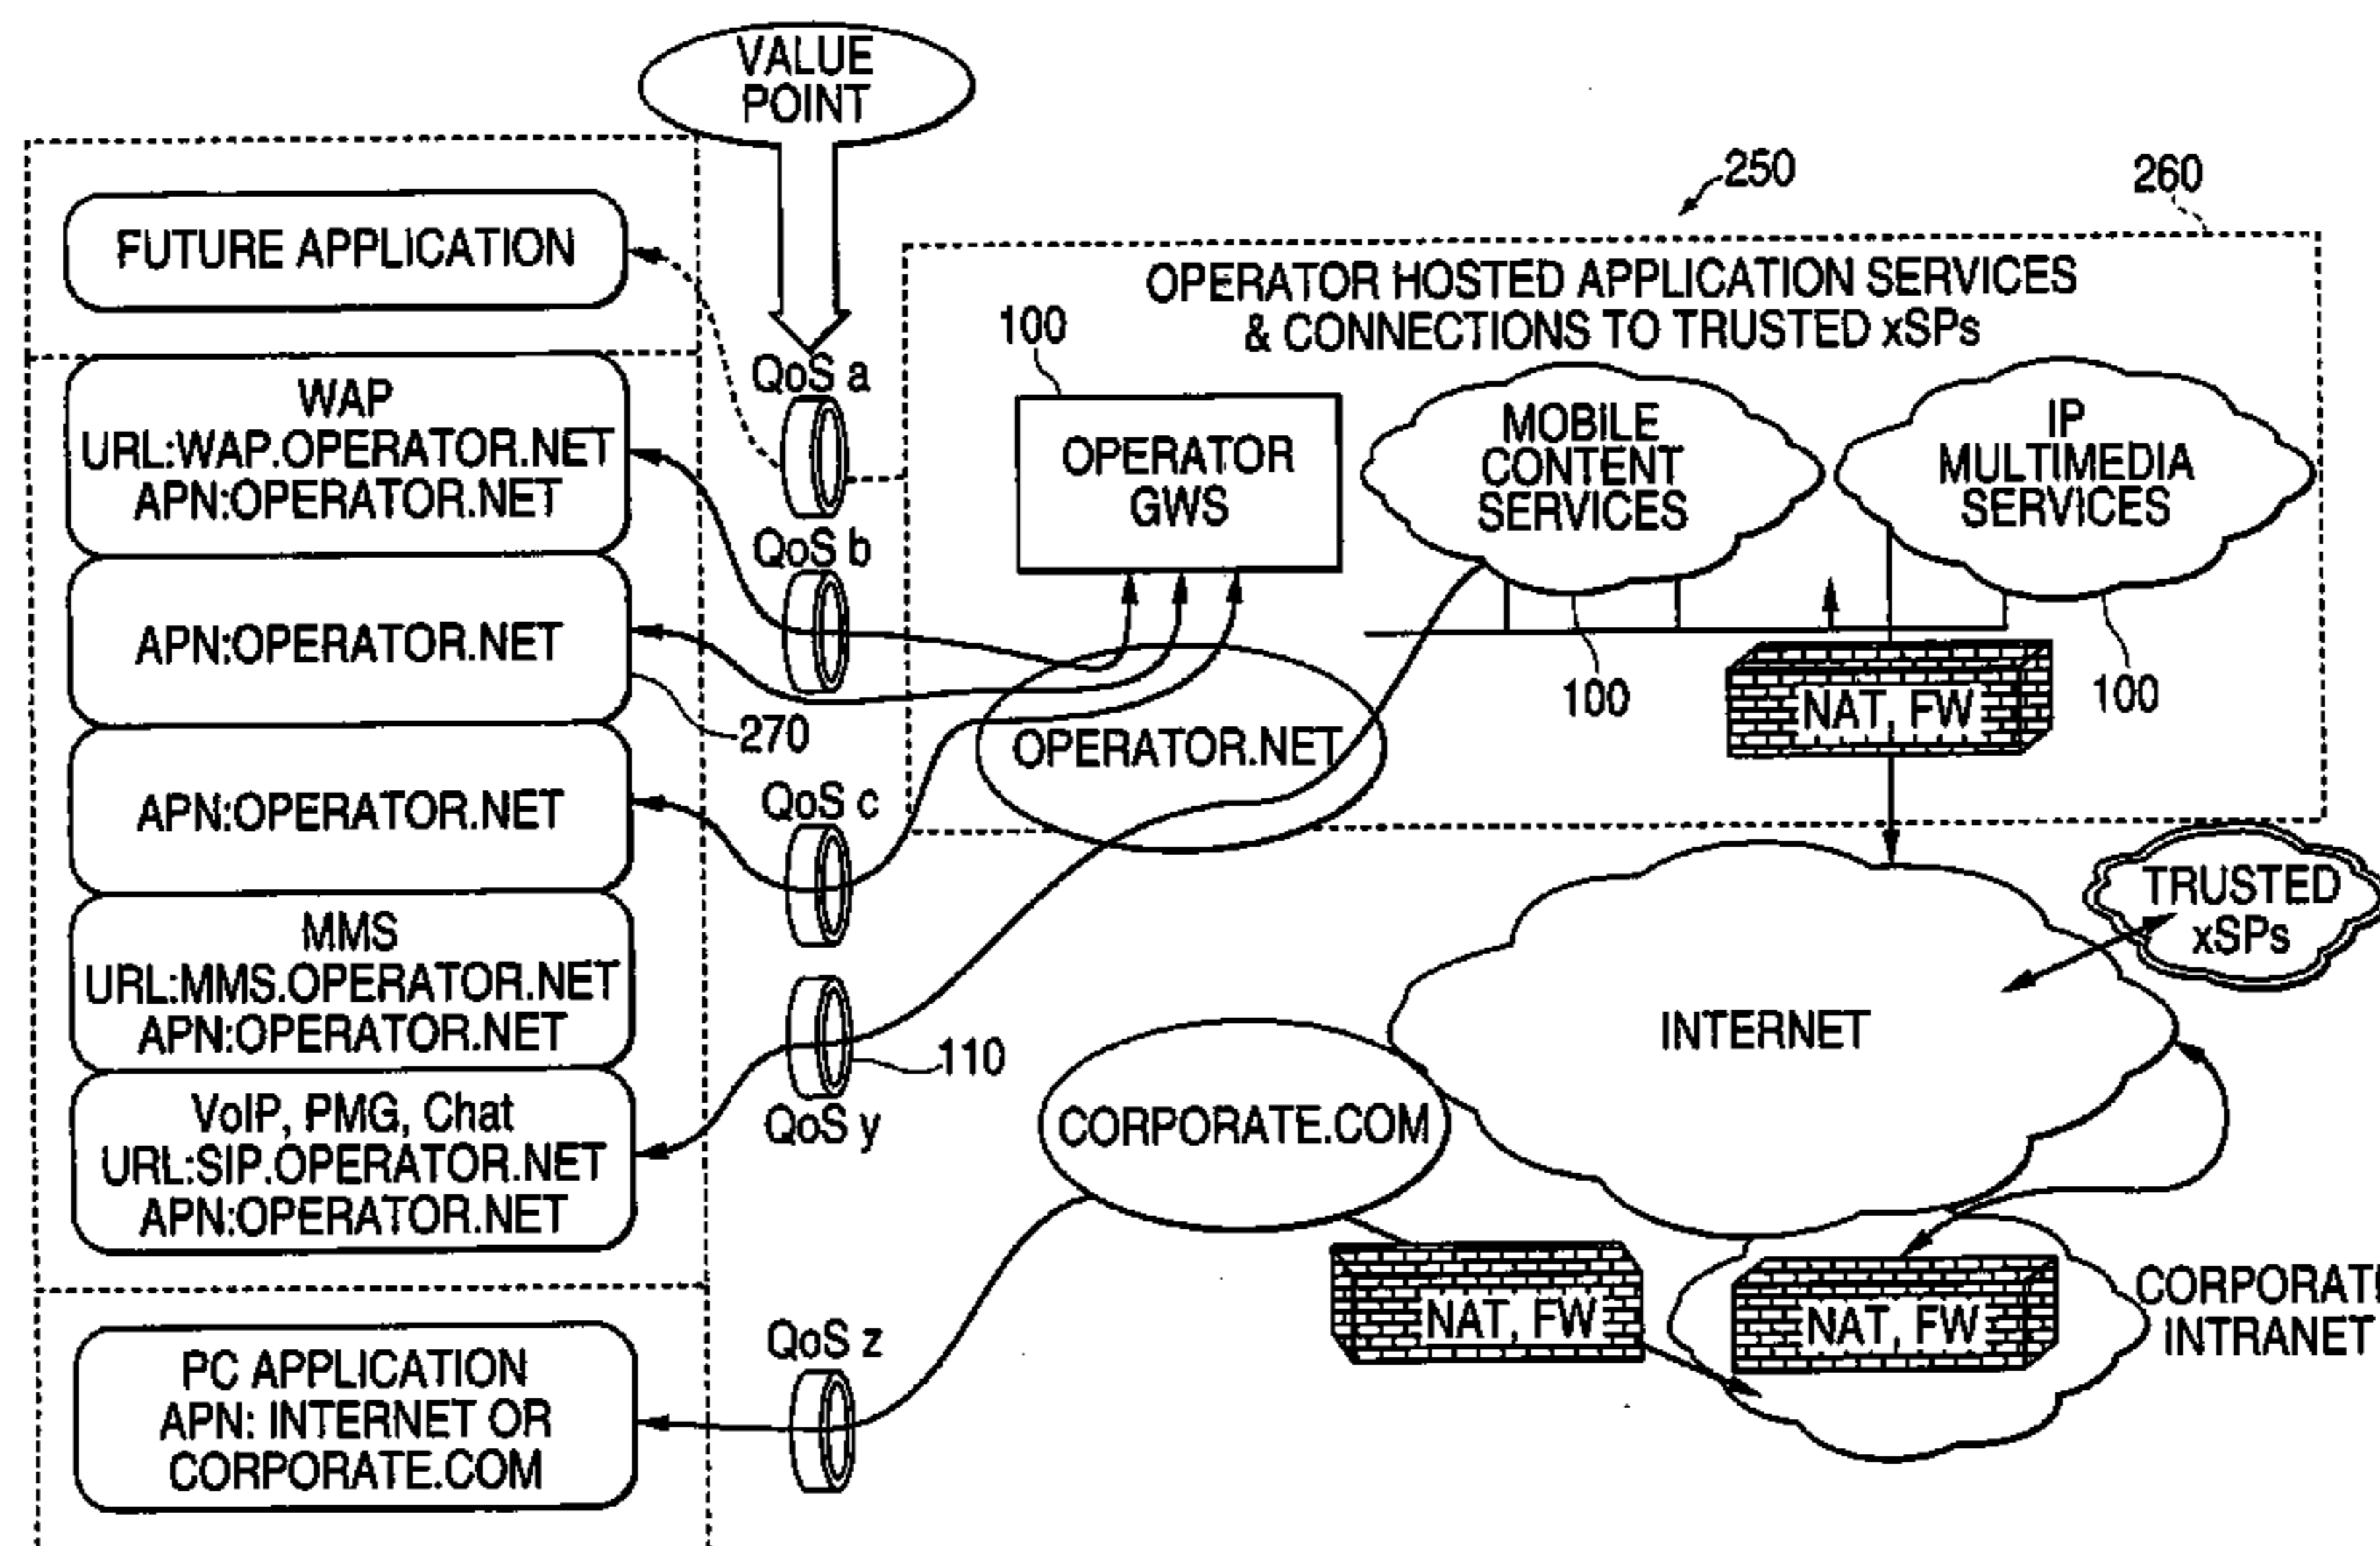 VALUE
POINT
250
260
FUTURE APPLICATION
OPERATOR HOSTED APPLICATION SERVICES
& CONNECTIONS TO TRUSTED xSPs
100
QoS a
WAP
URL:WAP.OPERATOR.NET
APN:OPERATOR.NET
OPERATOR
GWS
MOBILE
CONTENT
SERVICES
IP
MULTIMEDIA
SERVICES
QoS b
APN:OPERATOR.NET
270
100
NAT, FW
100
OPERATOR.NET
APN:OPERATOR.NET
QoS c
TRUSTED
xSPs
MMS
URL:MMS.OPERATOR.NET
APN:OPERATOR.NET
110
QoS y
INTERNET
VoIP, PMG, Chat
URL:SIP.OPERATOR.NET
APN:OPERATOR.NET
CORPORATE.COM
NAT, FW
NAT, FW
CORPORATE
INTRANET
QoS z
PC APPLICATION
APN: INTERNET OR
CORPORATE.COM